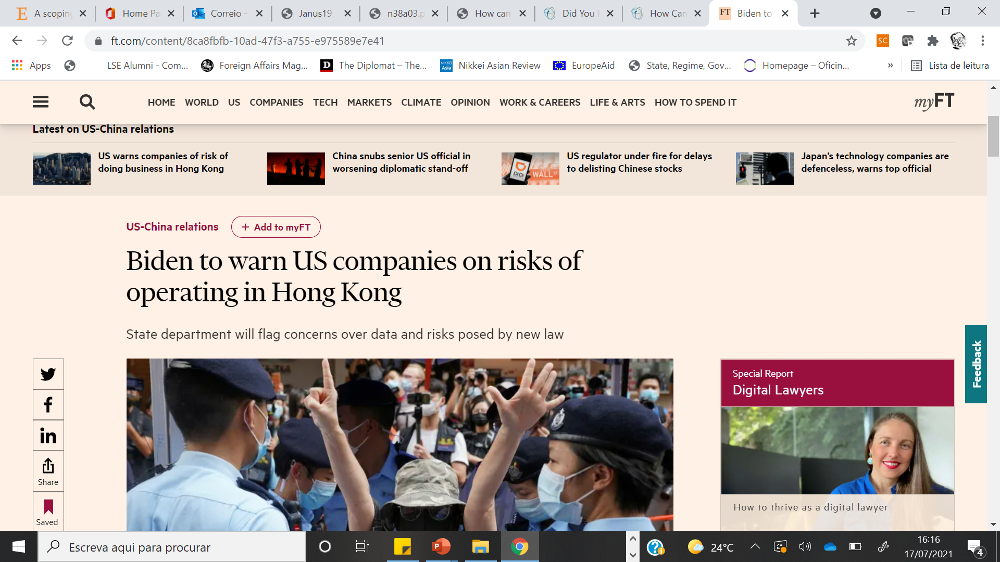 E A scoping
Home Pa
Correio –
Janus19_
n38a03.p
How can
Did You
How Can
FT Biden to
ft.com/content/8ca8fbfb-10ad-47f3-a755-e975589e7e41
SC
Apps
LSE Alumni - Com...
Foreign Affairs Mag...
D The Diplomat – The...
NIKKEI Asia Nikkei Asian Review
EuropeAid
State, Regime, Gov...
Homepage – Oficin...
»
Lista de leitura
HOME WORLD US COMPANIES TECH MARKETS CLIMATE OPINION WORK & CAREERS LIFE & ARTS HOW TO SPEND IT
myFT
Latest on US-China relations
US warns companies of risk of
doing business in Hong Kong
China snubs senior US official in
worsening diplomatic stand-off
DiDi
WALL ST
US regulator under fire for delays
to delisting Chinese stocks
Japan's technology companies are
defenceless, warns top official
US-China relations
+ Add to myFT
Biden to warn US companies on risks of
operating in Hong Kong
State department will flag concerns over data and risks posed by new law
Share
Saved
Special Report
Digital Lawyers
How to thrive as a digital lawyer
Feedback
Escreva aqui para procurar
24°C
16:16
17/07/2021
4